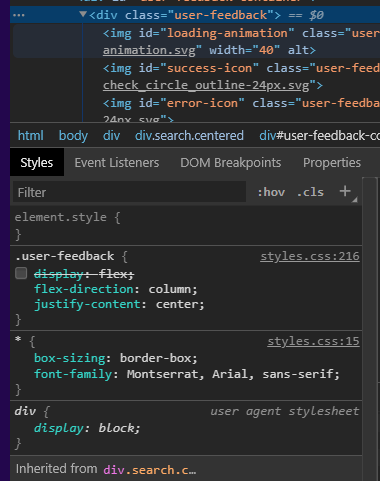 <div class="user-feedback"> == $0
<img id="loading-animation" class="user
animation.svg" width="40" alt>
<img id="success-icon" class="user-feed
check_circle_outline-24px.svg">
<img id="error-icon" class="user-feedba
24px.svg">
html body div div.search.centered div#user-feedback-co
Styles Event Listeners DOM Breakpoints Properties
Filter :hov .cls +
element.style {
}
.user-feedback { styles.css:216
display: flex;
flex-direction: column;
justify-content: center;
}
* { styles.css:15
box-sizing: border-box;
font-family: Montserrat, Arial, sans-serif;
}
div { user agent stylesheet
display: block;
}
Inherited from div.search.c…